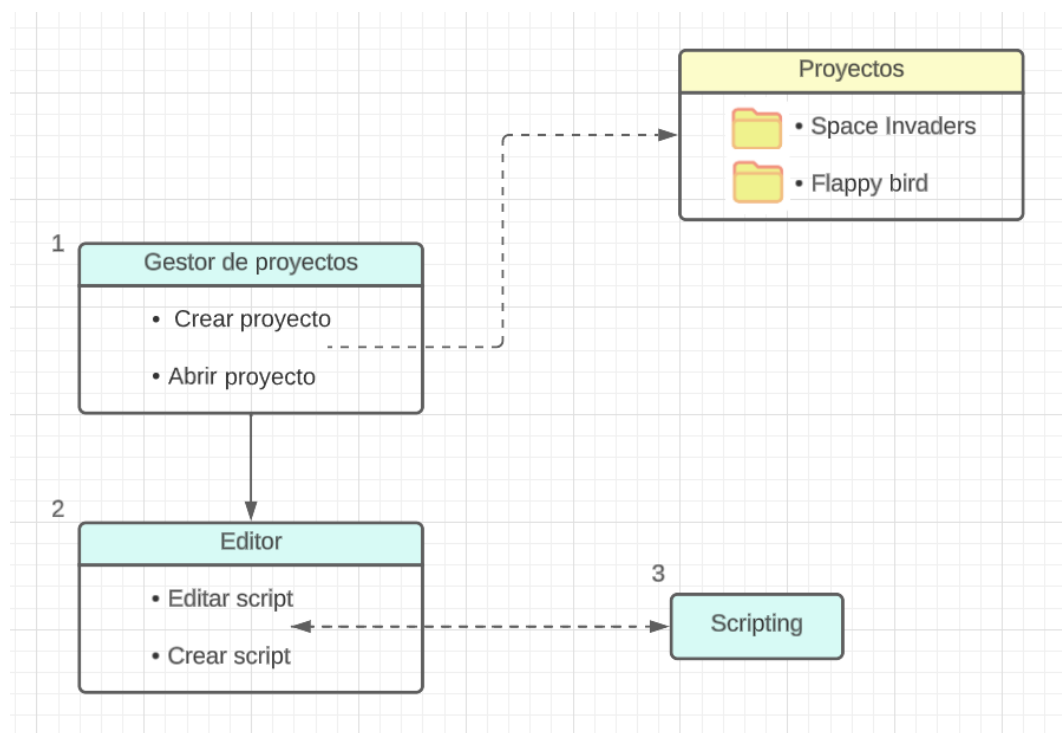 Proyectos
• Space Invaders
• Flappy bird
1
Gestor de proyectos
• Crear proyecto
• Abrir proyecto
2
Editor
• Editar script
• Crear script
3
Scripting